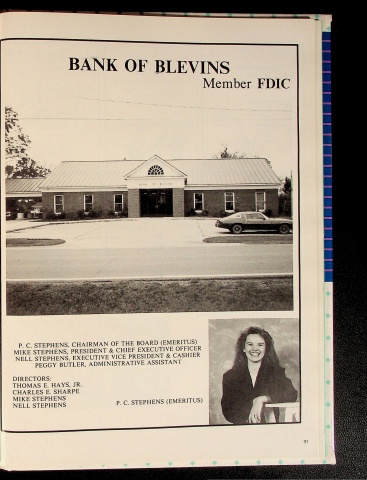 BANK OF BLEVINS
Member FDIC
P. C. STEPHENS, CHAIRMAN OF THE BOARD (EMERITUS)
MIKE STEPHENS, PRESIDENT & CHIEF EXECUTIVE OFFICER
NELL STEPHENS, EXECUTIVE VICE PRESIDENT & CASHIER
PEGGY BUTLER, ADMINISTRATIVE ASSISTANT
DIRECTORS:
THOMAS E. HAYS, JR.
CHARLES E. SHARPE
MIKE STEPHENS
NELL STEPHENS
P. C. STEPHENS (EMERITUS)
91